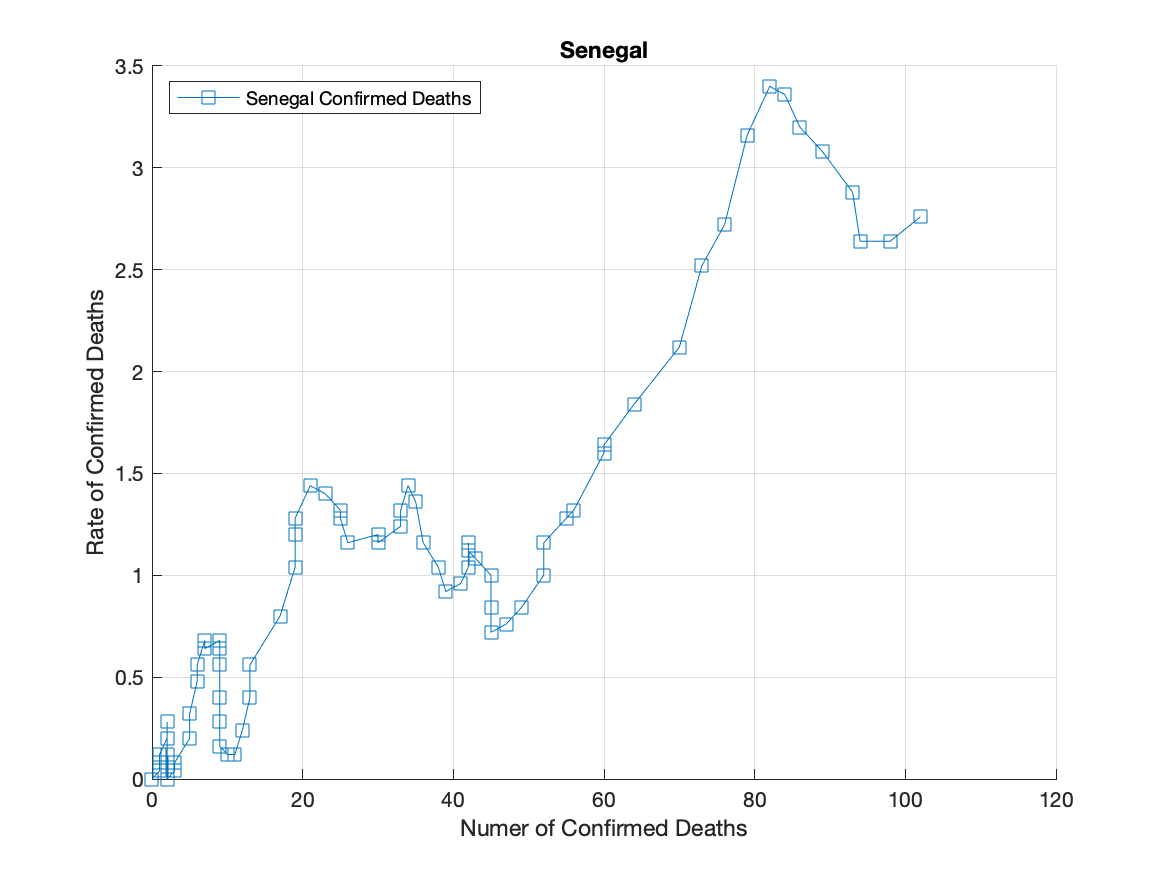 Senegal
Senegal Confirmed Deaths
3.5
3
2.5
2
1.5
1
0.5
0
Rate of Confirmed Deaths
0 20 40 60 80 100 120
Numer of Confirmed Deaths